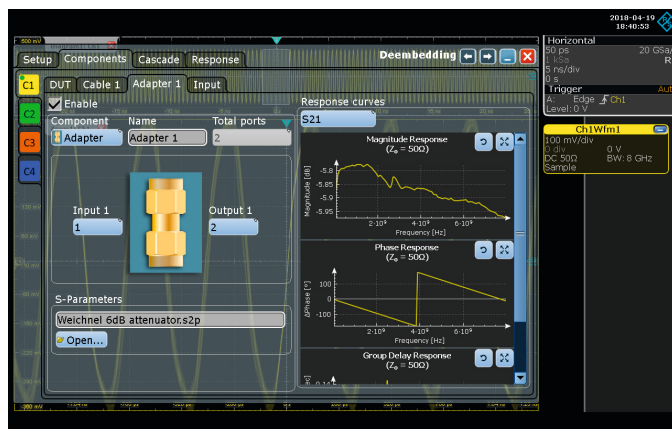 2018-04-19
18:40:53
600 mV
Setup Components Cascade Response Deembedding
C1
C2
C3
C4
DUT Cable 1 Adapter 1 Input
Enable
Component Name Total ports
Adapter Adapter 1 2
Input 1 Output 1
1 2
S-Parameters
Weichnel 6dB attenuator.s2p
Open...
Response curves
S21
Magnitude Response
(Z₀ = 50Ω)
Magnitude [dB]
-5.8
-5.85
-5.9
-5.95
2·10⁹ 4·10⁹ 6·10⁹
Frequency [Hz]
Phase Response
(Z₀ = 50Ω)
ΔPhase [°]
100
0
-100
2·10⁹ 4·10⁹ 6·10⁹
Frequency [Hz]
Group Delay Response
(Z₀ = 50Ω)
Horizontal
50 ps 20 GSa/
1 kSa R
5 ns/div
0 s
Trigger Aut
A: Edge Ch1
Level: 0 V
Ch1Wfm1
100 mV/div
0 div 0 V
DC 50Ω BW: 8 GHz
Sample